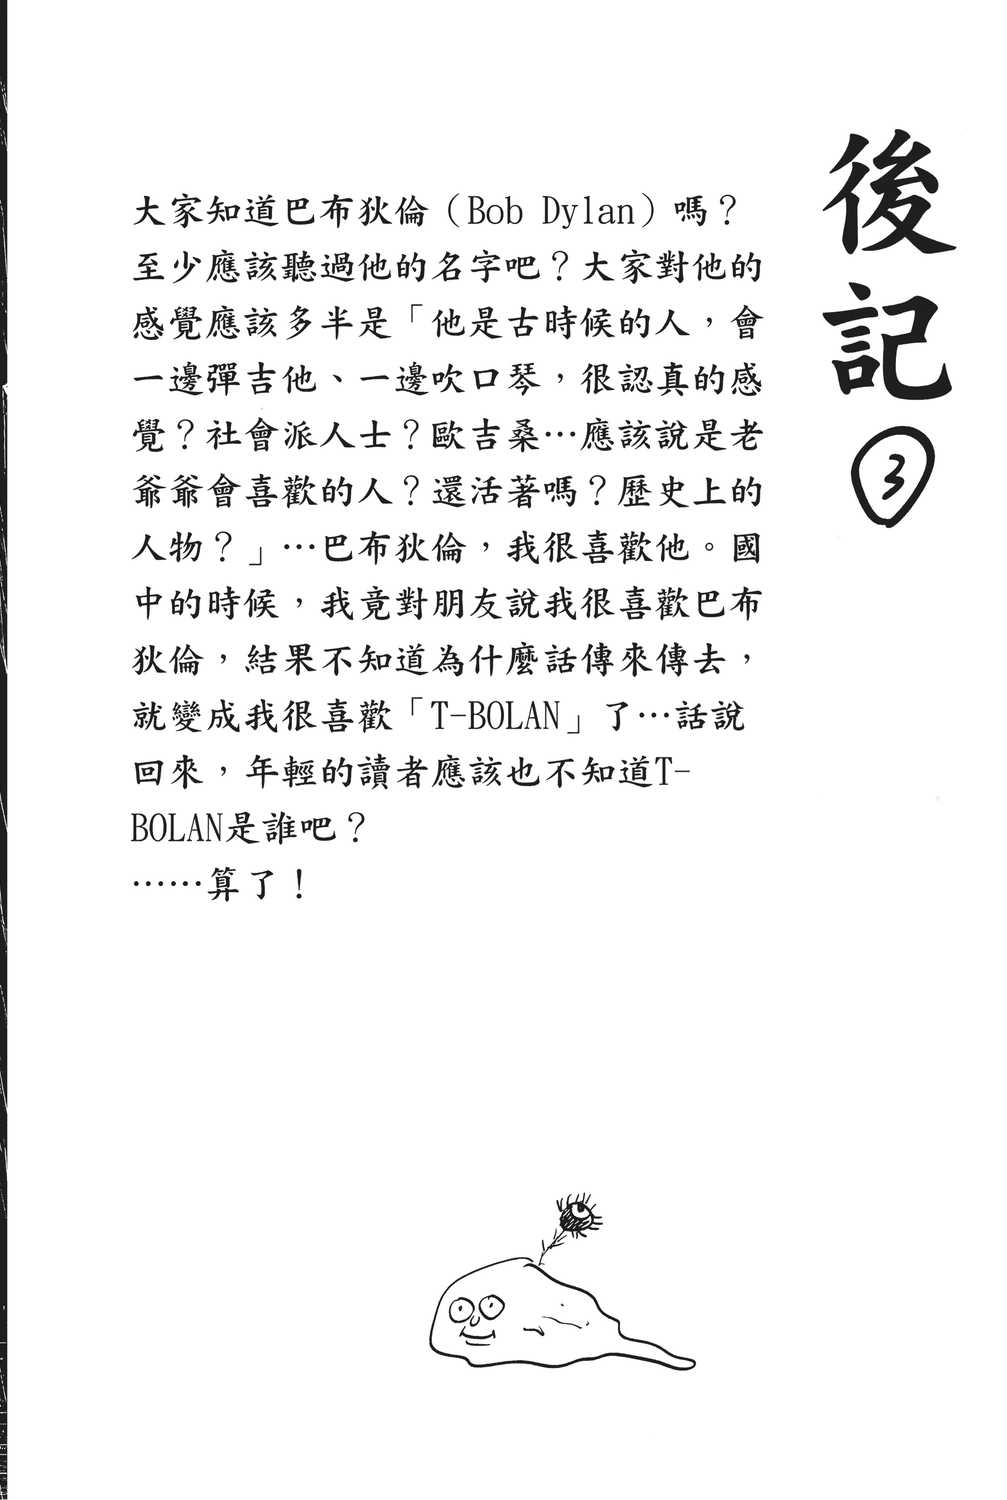 後記
3
大家知道巴布狄倫（Bob Dylan）嗎？
至少應該聽過他的名字吧？大家對他的
感覺應該多半是「他是古時候的人，會
一邊彈吉他、一邊吹口琴，很認真的感
覺？社會派人士？歐吉桑…應該說是老
爺爺會喜歡的人？還活著嗎？歷史上的
人物？」…巴布狄倫，我很喜歡他。國
中的時候，我竟對朋友說我很喜歡巴布
狄倫，結果不知道為什麼話傳來傳去，
就變成我很喜歡「T-BOLAN」了…話說
回來，年輕的讀者應該也不知道T-
BOLAN是誰吧？
……算了！